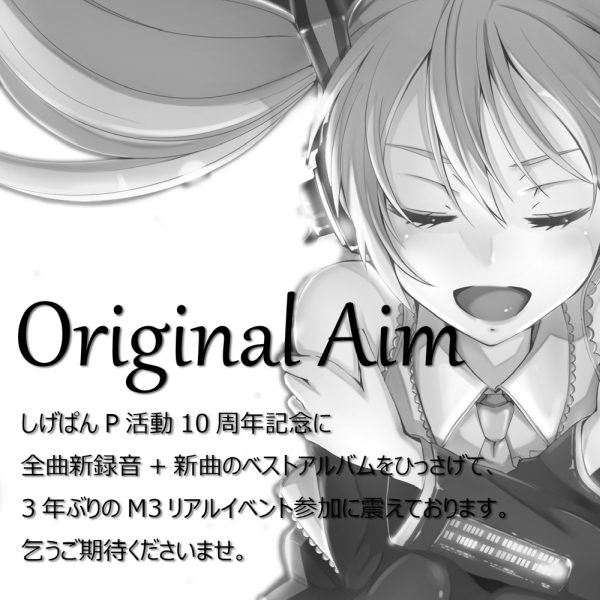 Original Aim
しげぱんP活動10周年記念に
全曲新録音+新曲のベストアルバムをひっさげて、
3年ぶりのM3リアルイベント参加に震えております。
乞うご期待くださいませ。